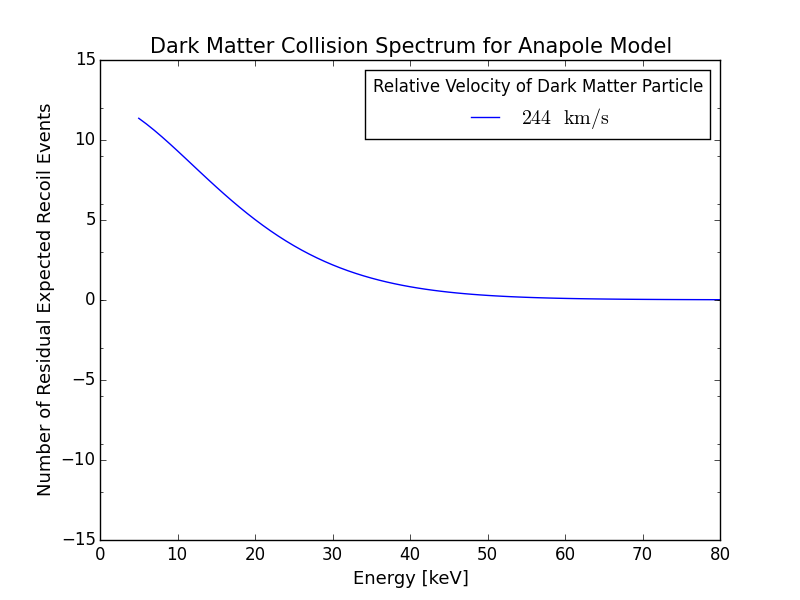 Dark Matter Collision Spectrum for Anapole Model
Relative Velocity of Dark Matter Particle
244 km/s
Number of Residual Expected Recoil Events
15
10
5
0
−5
−10
−15
0 10 20 30 40 50 60 70 80
Energy [keV]